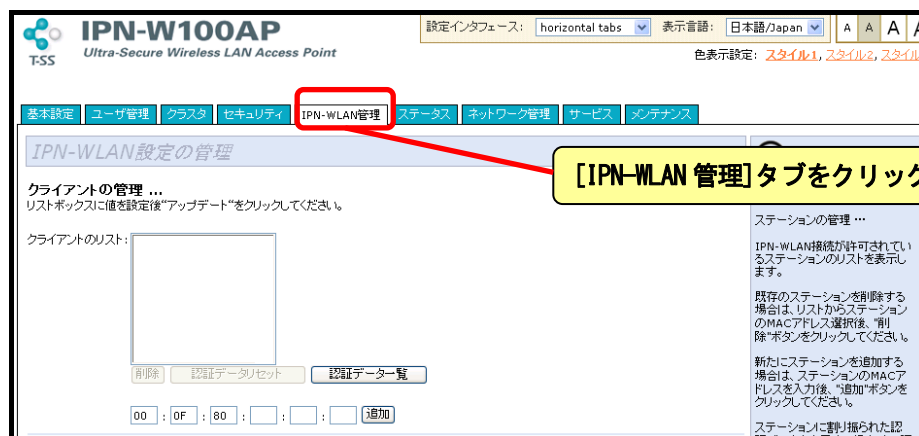 IPN-W100AP
Ultra-Secure Wireless LAN Access Point
T-SS
設定インタフェース: horizontal tabs 表示言語: 日本語/Japan A A A A
色表示設定: スタイル1, スタイル2, スタイル
基本設定 ユーザ管理 クラスタ セキュリティ IPN-WLAN管理 ステータス ネットワーク管理 サービス メンテナンス
IPN-WLAN設定の管理
[IPN-WLAN 管理]タブをクリック
クライアントの管理 ...
リストボックスに値を設定後"アップデート"をクリックしてください。
クライアントのリスト:
削除 認証データリセット 認証データ一覧
00 : 0F : 80 : : : 追加
ステーションの管理 …
IPN-WLAN接続が許可されてい
るステーションのリストを表示し
ます。
既存のステーションを削除する
場合は、リストからステーション
のMACアドレス選択後、"削
除"ボタンをクリックしてください。
新たにステーションを追加する
場合は、ステーションのMACア
ドレスを入力後、"追加"ボタンを
クリックしてください。
ステーションに割り振られた認